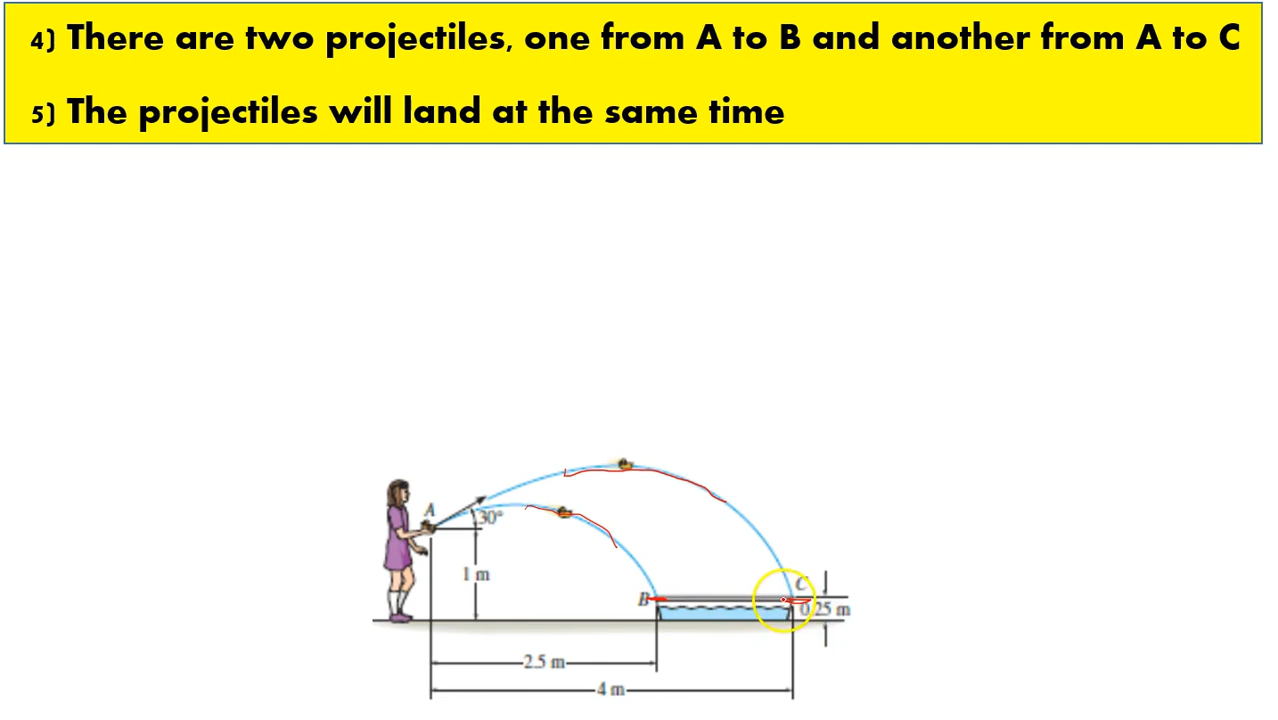 4) There are two projectiles, one from A to B and another from A to C
5) The projectiles will land at the same time
A
30°
1 m
C
B
0.25 m
2.5 m
4 m